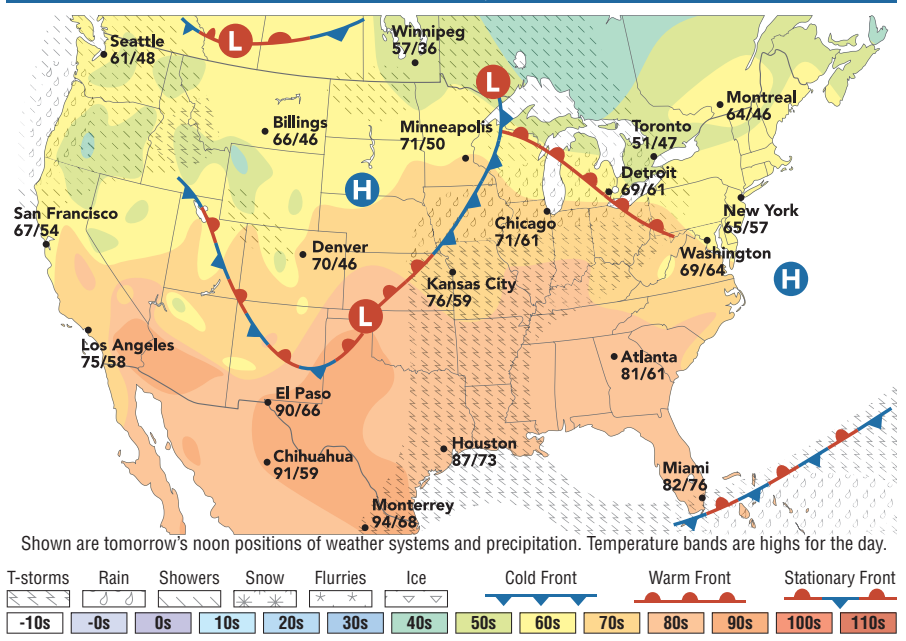 Seattle
61/48
L
Winnipeg
57/36
L
Billings
66/46
Minneapolis
71/50
Montreal
64/46
Toronto
51/47
Detroit
69/61
H
San Francisco
67/54
Chicago
71/61
New York
65/57
Denver
70/46
Washington
69/64
Kansas City
76/59
H
L
Los Angeles
75/58
Atlanta
81/61
El Paso
90/66
Houston
87/73
Chihuahua
91/59
Miami
82/76
Monterrey
94/68
Shown are tomorrow's noon positions of weather systems and precipitation. Temperature bands are highs for the day.
T-storms Rain Showers Snow Flurries Ice Cold Front Warm Front Stationary Front
-10s -0s 0s 10s 20s 30s 40s 50s 60s 70s 80s 90s 100s 110s